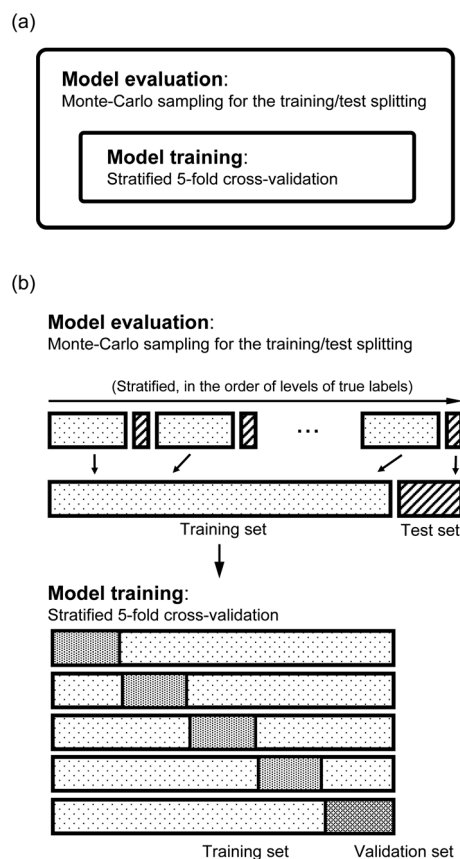 (a)
Model evaluation:
Monte-Carlo sampling for the training/test splitting
Model training:
Stratified 5-fold cross-validation
(b)
Model evaluation:
Monte-Carlo sampling for the training/test splitting
(Stratified, in the order of levels of true labels)
...
Training set Test set
Model training:
Stratified 5-fold cross-validation
Training set Validation set